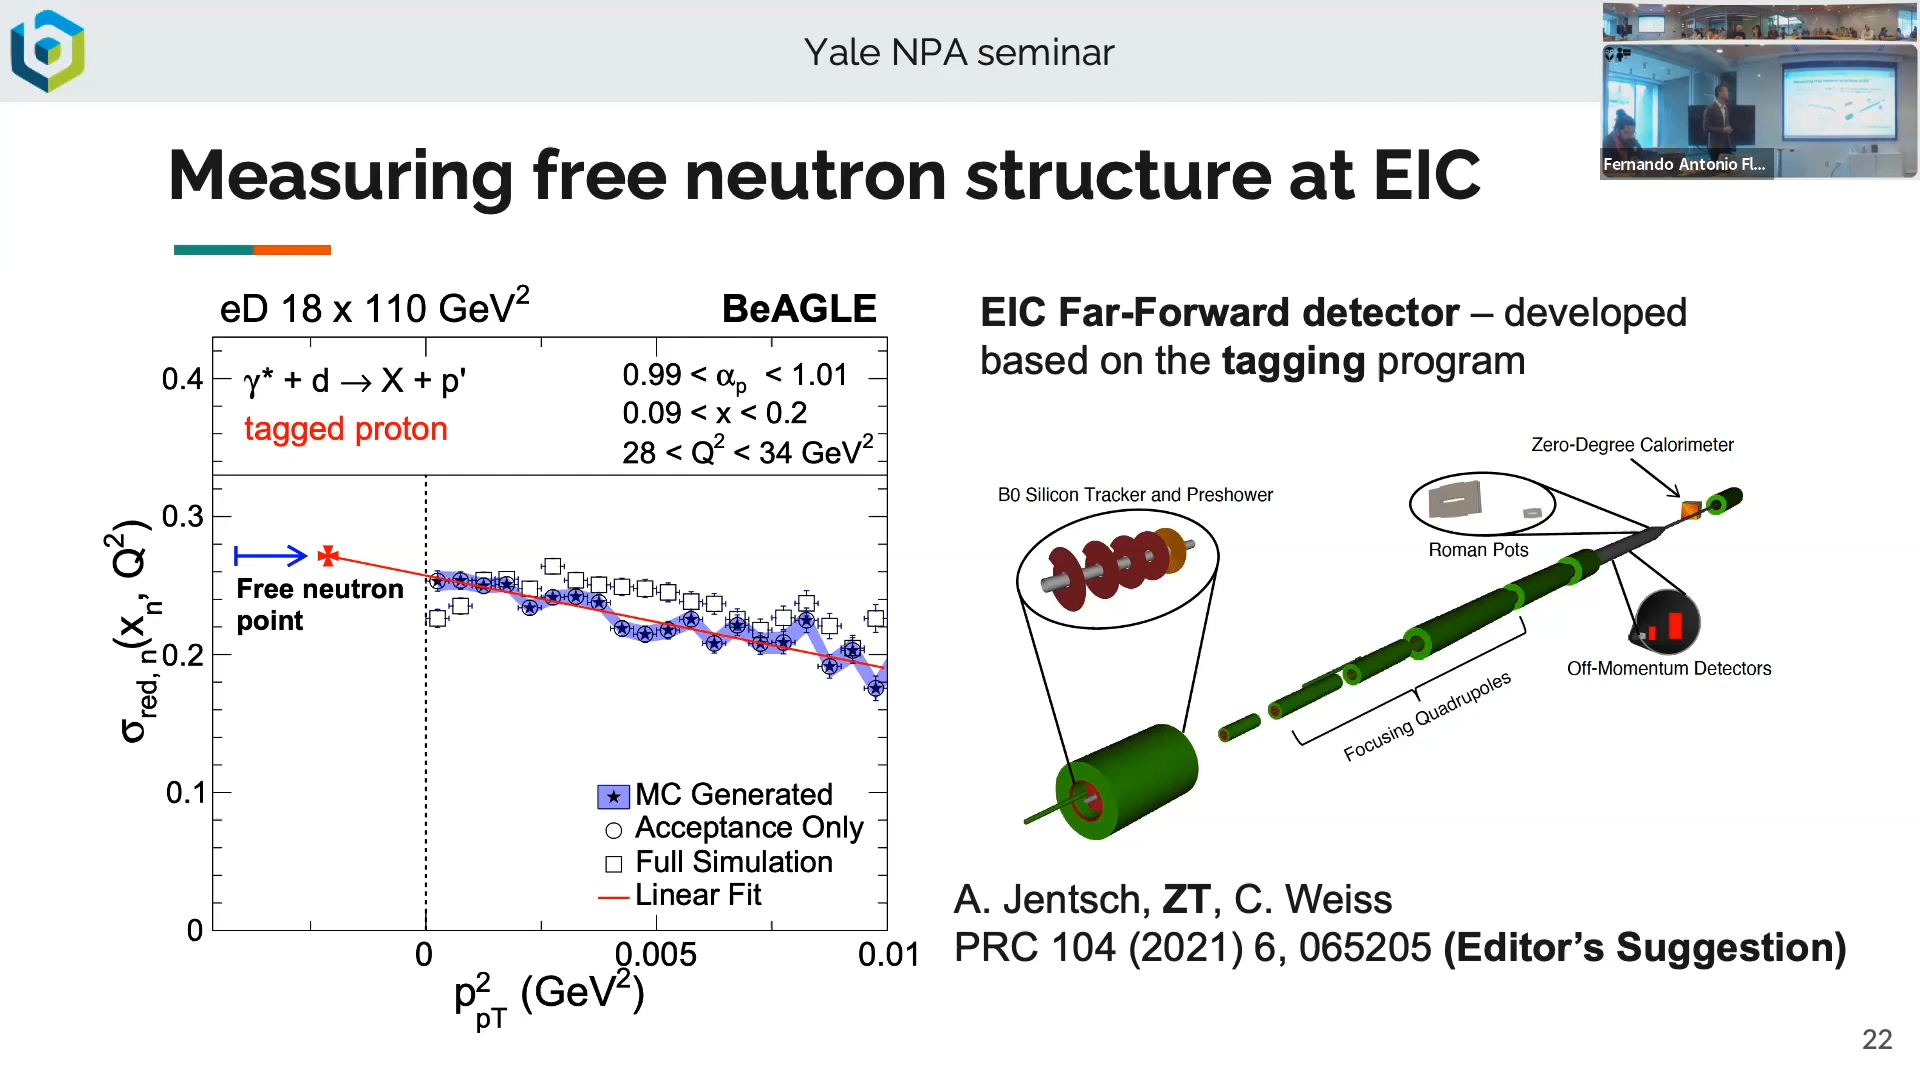 Yale NPA seminar
Fernando Antonio Fl...
Measuring free neutron structure at EIC
eD 18 x 110 GeV²
BeAGLE
γ* + d → X + p'
tagged proton
0.99 < αp < 1.01
0.09 < x < 0.2
28 < Q² < 34 GeV²
0.4
0.3
0.2
0.1
0
σred, n(xn, Q²)
Free neutron
point
MC Generated
Acceptance Only
Full Simulation
Linear Fit
0
0.005
0.01
p²pT (GeV²)
EIC Far-Forward detector – developed
based on the tagging program
Zero-Degree Calorimeter
B0 Silicon Tracker and Preshower
Roman Pots
Off-Momentum Detectors
Focusing Quadrupoles
A. Jentsch, ZT, C. Weiss
PRC 104 (2021) 6, 065205 (Editor’s Suggestion)
22